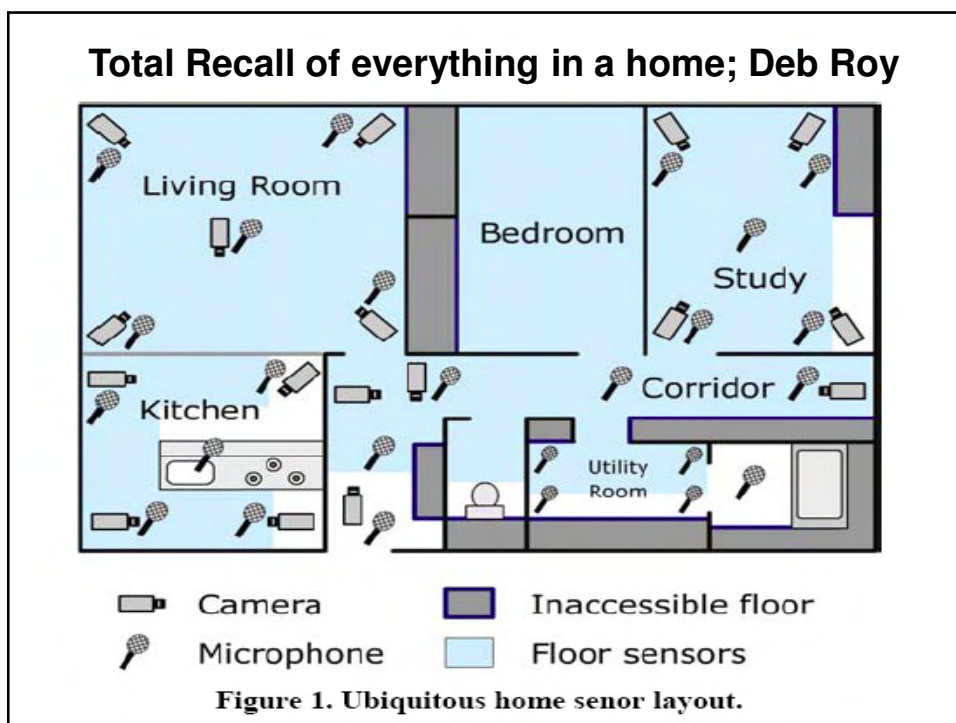 Total Recall of everything in a home; Deb Roy
Living Room
Bedroom
Study
Kitchen
Corridor
Utility
Room
Camera
Inaccessible floor
Microphone
Floor sensors
Figure 1. Ubiquitous home senor layout.